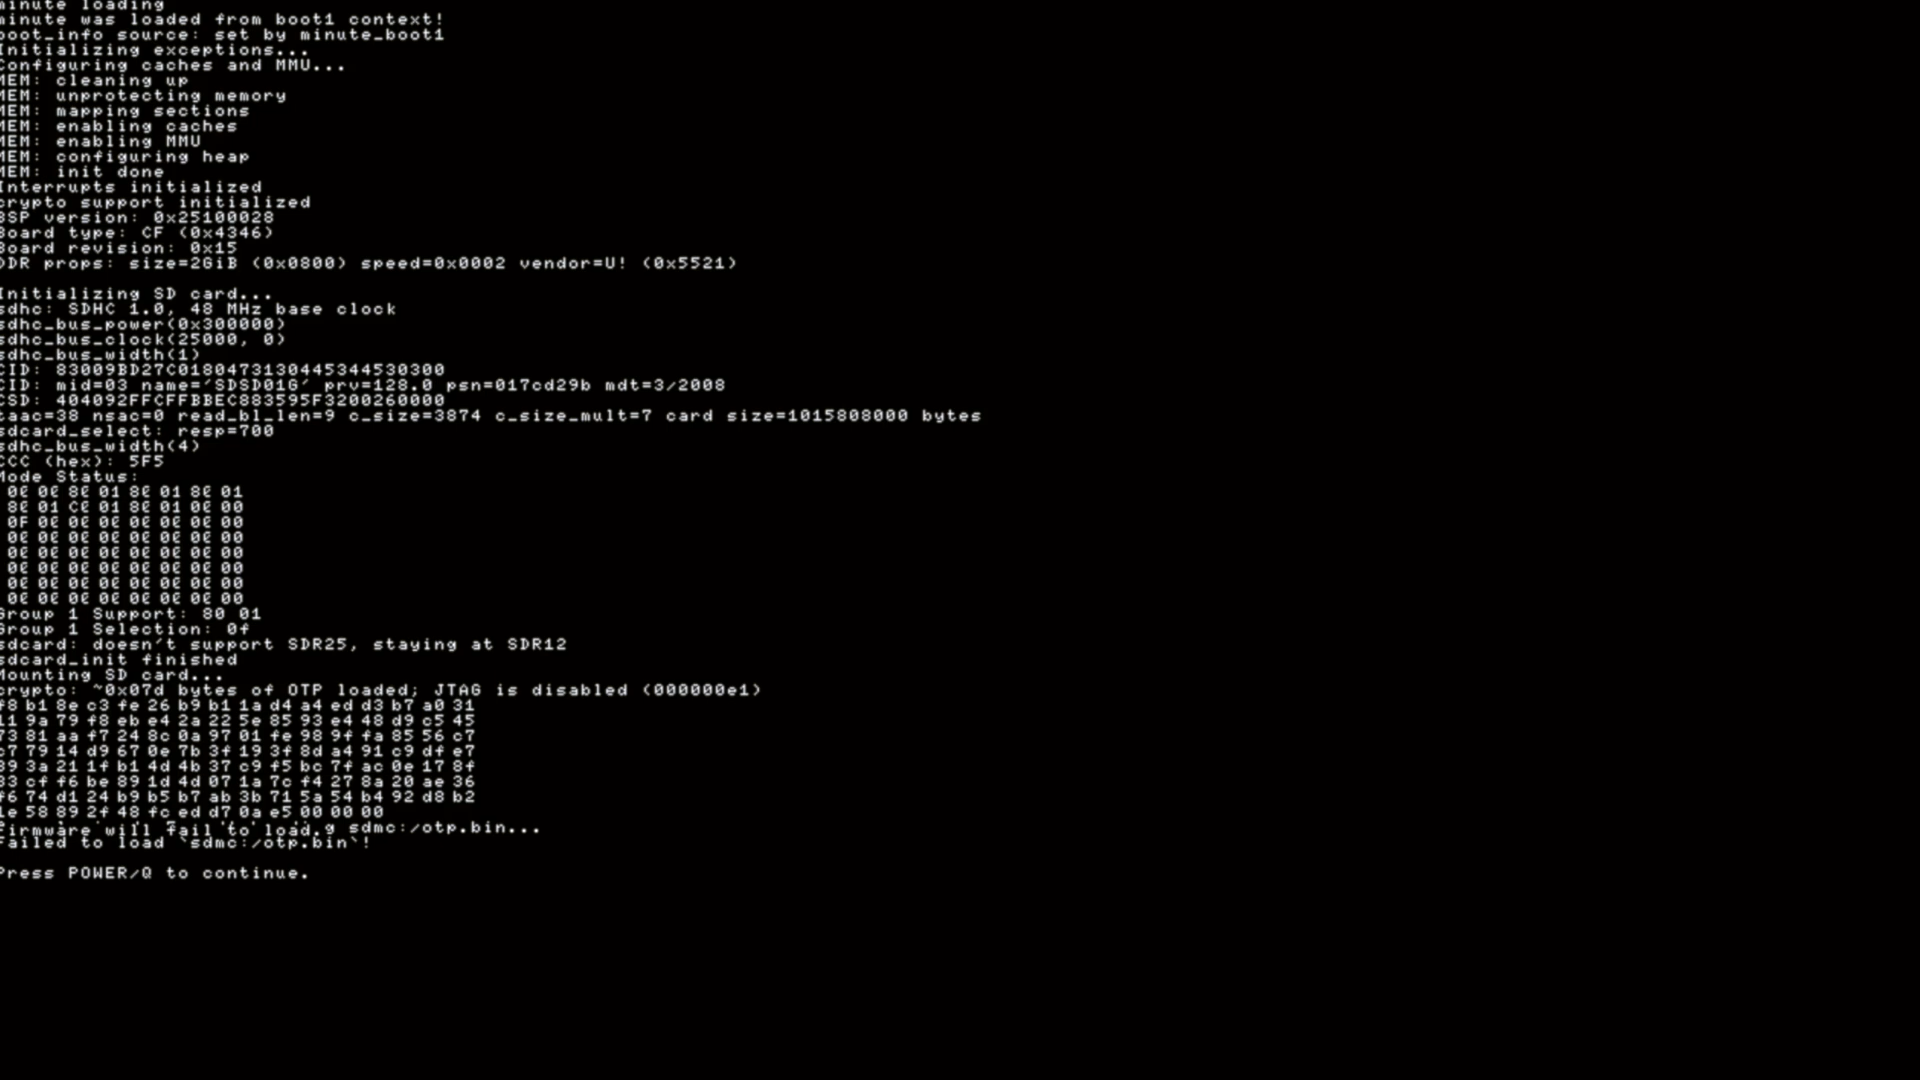 minute loading
minute was loaded from boot1 context!
boot_info source: set by minute_boot1
Initializing exceptions...
Configuring caches and MMU...
MEM: cleaning up
MEM: unprotecting memory
MEM: mapping sections
MEM: enabling caches
MEM: enabling MMU
MEM: configuring heap
MEM: init done
Interrupts initialized
crypto support initialized
BSP version: 0x25100028
Board type: CF (0x4346)
Board revision: 0x15
DDR props: size=2GiB (0x0800) speed=0x0002 vendor=U! (0x5521)
Initializing SD card...
sdhc: SDHC 1.0, 48 MHz base clock
sdhc_bus_power(0x300000)
sdhc_bus_clock(25000, 0)
sdhc_bus_width(1)
CID: 83009BD27C0180473130445344530300
CID: mid=03 name='SDSD01G' prv=128.0 psn=017cd29b mdt=3/2008
CSD: 404092FFCFFBBEC883595F3200260000
taac=38 nsac=0 read_bl_len=9 c_size=3874 c_size_mult=7 card size=1015808000 bytes
sdcard_select: resp=700
sdhc_bus_width(4)
CCC (hex): 5F5
Mode Status:
00 00 80 01 80 01 80 01
80 01 C0 01 80 01 00 00
0F 00 00 00 00 00 00 00
00 00 00 00 00 00 00 00
00 00 00 00 00 00 00 00
00 00 00 00 00 00 00 00
00 00 00 00 00 00 00 00
00 00 00 00 00 00 00 00
Group 1 Support: 80 01
Group 1 Selection: 0f
sdcard: doesn't support SDR25, staying at SDR12
sdcard_init finished
Mounting SD card...
crypto: ~0x07d bytes of OTP loaded; JTAG is disabled (000000e1)
f8 b1 8e c3 fe 26 b9 b1 1a d4 a4 ed d3 b7 a0 31
11 9a 79 f8 eb e4 2a 22 5e 85 93 e4 48 d9 c5 45
73 81 aa f7 24 8c 0a 97 01 fe 98 9f fa 85 56 c7
c7 79 14 d9 67 0e 7b 3f 19 3f 8d a4 91 c9 df e7
3a 21 1f b1 4d 4b 37 c9 f5 bc 7f ac 0e 17 8f
cf f6 be 89 1d 4d 07 1a 7c f4 27 8a 20 ae 36
f6 74 d1 24 b9 b5 b7 ab 3b 71 5a 54 b4 92 d8 b2
1e 58 89 2f 48 fc ed d7 0a e5 00 00 00
Firmware will fail to load.g sdmc:/otp.bin...
Failed to load `sdmc:/otp.bin`!
Press POWER/Q to continue.